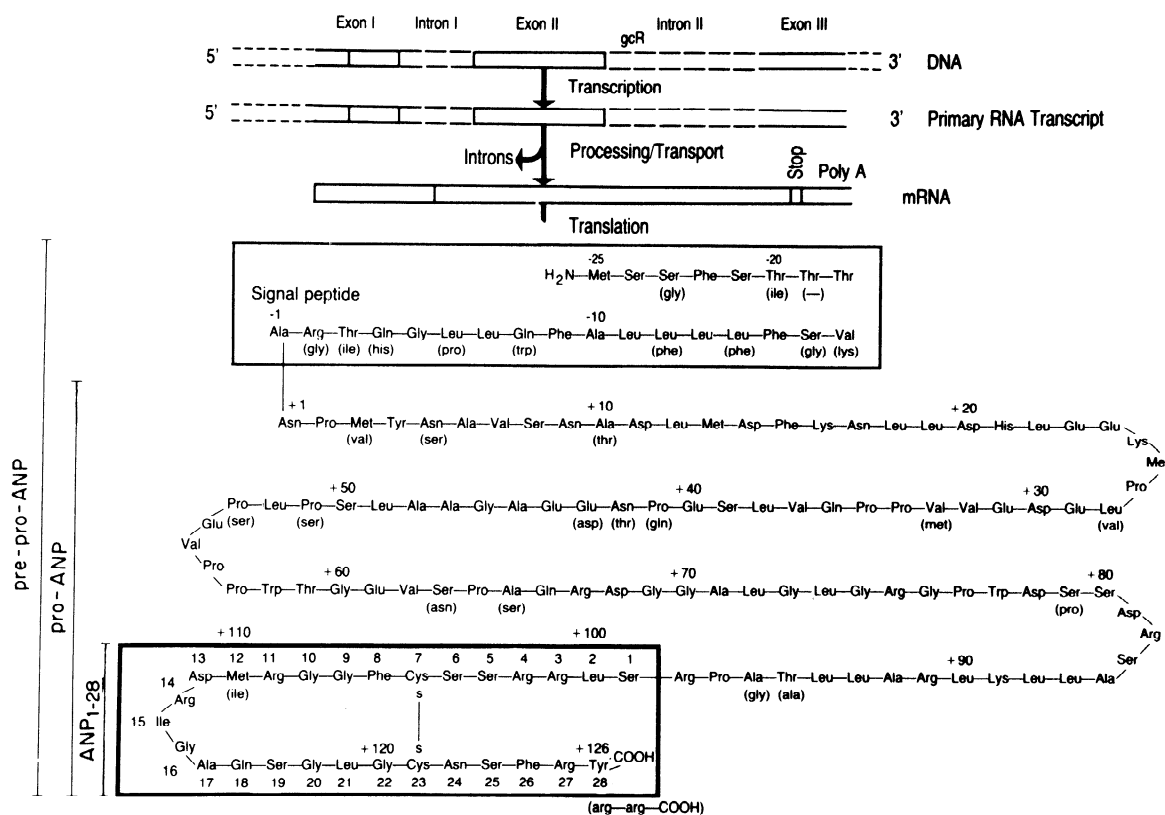 Exon I Intron I Exon II Intron II Exon III
gcR
5' 3' DNA
Transcription
5' 3' Primary RNA Transcript
Introns Processing/Transport
Stop Poly A
mRNA
Translation
-25 -20
H2N—Met—Ser—Ser—Phe—Ser—Thr—Thr—Thr
(gly) (ile) (—)
Signal peptide
-1 -10
Ala—Arg—Thr—Gln—Gly—Leu—Leu—Gln—Phe—Ala—Leu—Leu—Leu—Leu—Phe—Ser—Val
(gly) (ile) (his) (pro) (trp) (phe) (phe) (gly) (lys)
+1 +10 +20
Asn—Pro—Met—Tyr—Asn—Ala—Val—Ser—Asn—Ala—Asp—Leu—Met—Asp—Phe—Lys—Asn—Leu—Leu—Asp—His—Leu—Glu—Glu
(val) (ser) (thr)
Lys
Me
Pro
+50 +40 +30
Pro—Leu—Pro—Ser—Leu—Ala—Ala—Gly—Ala—Glu—Glu—Asn—Pro—Glu—Ser—Leu—Val—Gln—Pro—Pro—Val—Val—Glu—Asp—Glu—Leu
(ser) (ser) (asp) (thr) (gln) (met) (val)
Glu
Val
Pro
+60 +70 +80
Pro—Trp—Thr—Gly—Glu—Val—Ser—Pro—Ala—Gln—Arg—Asp—Gly—Gly—Ala—Leu—Gly—Leu—Gly—Arg—Gly—Pro—Trp—Asp—Ser—Ser
(asn) (ser) (pro)
Asp
Arg
Ser
+110 +100 +90
13 12 11 10 9 8 7 6 5 4 3 2 1
Asp—Met—Arg—Gly—Gly—Phe—Cys—Ser—Ser—Arg—Arg—Leu—Ser—Arg—Pro—Ala—Thr—Leu—Leu—Ala—Arg—Leu—Lys—Leu—Leu—Ala
(ile) (gly) (ala)
s
14 Arg
15 Ile
Gly
16
s
+120 +126
Ala—Gln—Ser—Gly—Leu—Gly—Cys—Asn—Ser—Phe—Arg—Tyr COOH
17 18 19 20 21 22 23 24 25 26 27 28
(arg—arg—COOH)
pre-pro-ANP
pro-ANP
ANP1-28